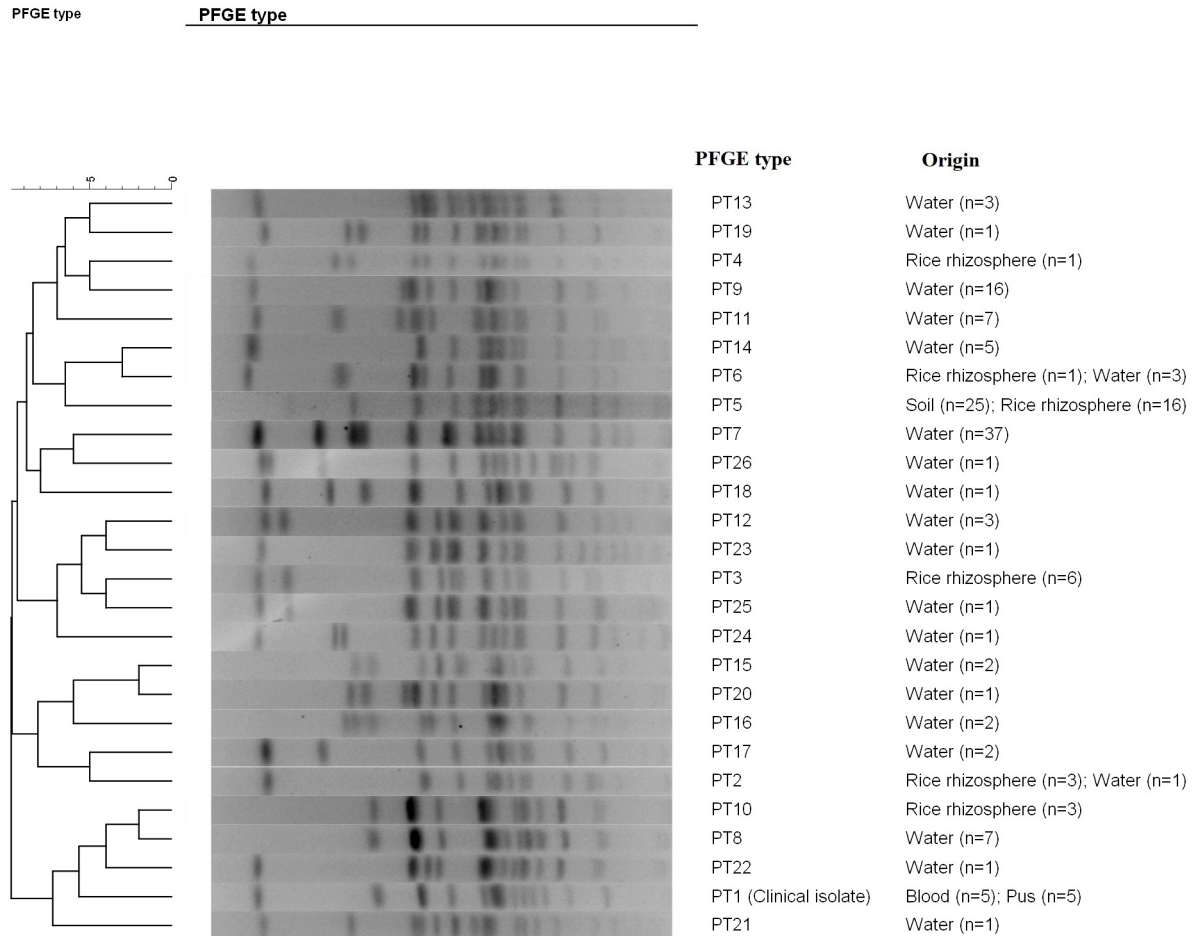 PFGE type
PFGE type
PFGE type Origin
5 0
PT13 Water (n=3)
PT19 Water (n=1)
PT4 Rice rhizosphere (n=1)
PT9 Water (n=16)
PT11 Water (n=7)
PT14 Water (n=5)
PT6 Rice rhizosphere (n=1); Water (n=3)
PT5 Soil (n=25); Rice rhizosphere (n=16)
PT7 Water (n=37)
PT26 Water (n=1)
PT18 Water (n=1)
PT12 Water (n=3)
PT23 Water (n=1)
PT3 Rice rhizosphere (n=6)
PT25 Water (n=1)
PT24 Water (n=1)
PT15 Water (n=2)
PT20 Water (n=1)
PT16 Water (n=2)
PT17 Water (n=2)
PT2 Rice rhizosphere (n=3); Water (n=1)
PT10 Rice rhizosphere (n=3)
PT8 Water (n=7)
PT22 Water (n=1)
PT1 (Clinical isolate) Blood (n=5); Pus (n=5)
PT21 Water (n=1)